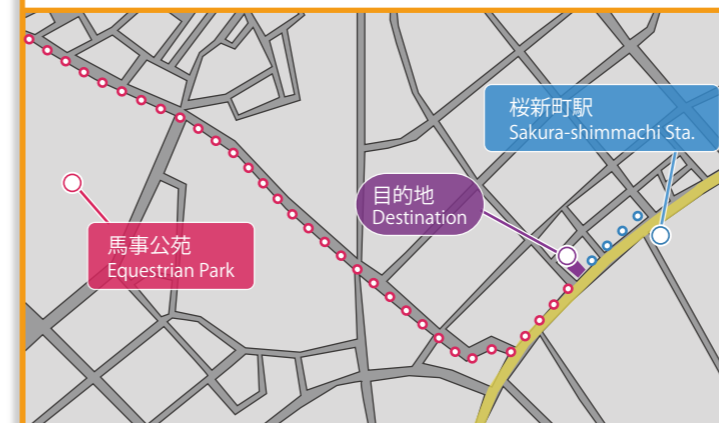 桜新町駅
Sakura-shimmachi Sta.
目的地
Destination
馬事公苑
Equestrian Park